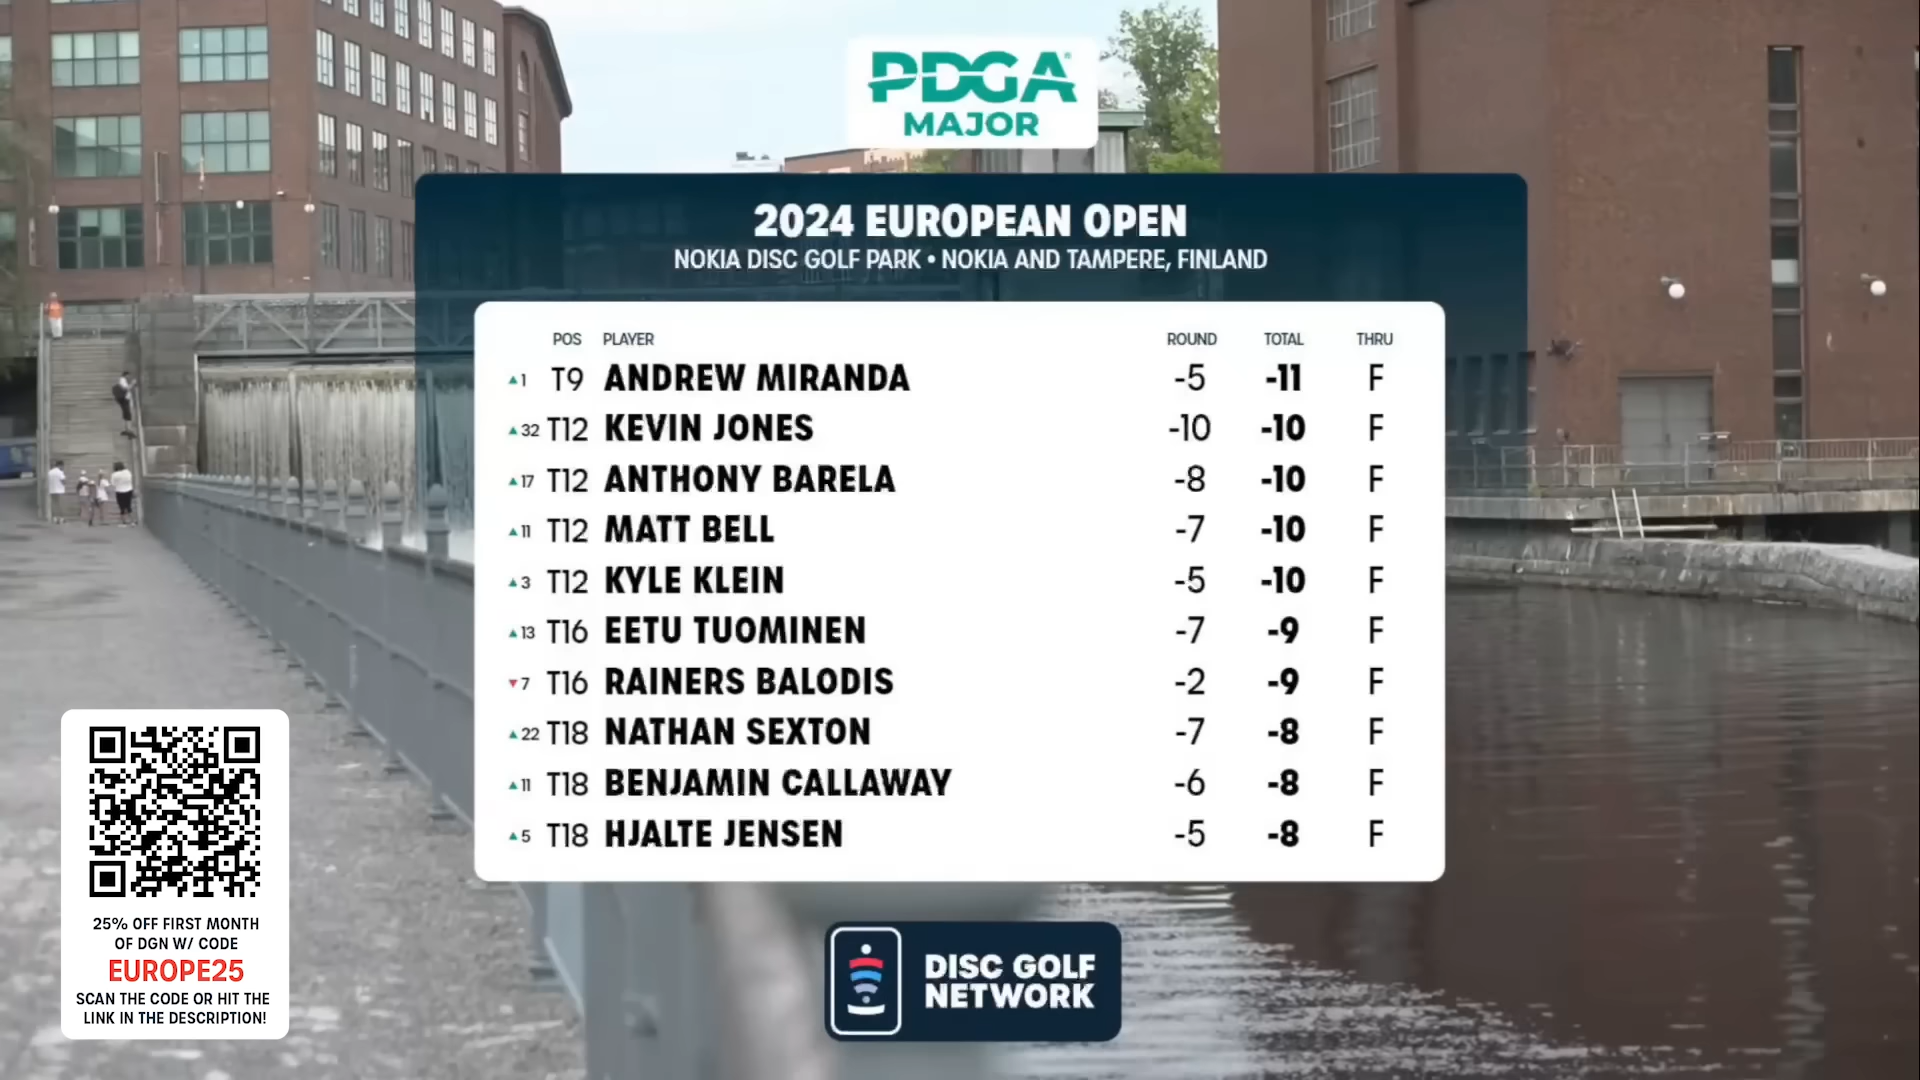 PDGA
MAJOR
2024 EUROPEAN OPEN
NOKIA DISC GOLF PARK • NOKIA AND TAMPERE, FINLAND
POS PLAYER ROUND TOTAL THRU
▲1 T9 ANDREW MIRANDA -5 -11 F
▲32 T12 KEVIN JONES -10 -10 F
▲17 T12 ANTHONY BARELA -8 -10 F
▲11 T12 MATT BELL -7 -10 F
▲3 T12 KYLE KLEIN -5 -10 F
▲13 T16 EETU TUOMINEN -7 -9 F
▼7 T16 RAINERS BALODIS -2 -9 F
▲22 T18 NATHAN SEXTON -7 -8 F
▲11 T18 BENJAMIN CALLAWAY -6 -8 F
▲5 T18 HJALTE JENSEN -5 -8 F
25% OFF FIRST MONTH
OF DGN W/ CODE
EUROPE25
SCAN THE CODE OR HIT THE
LINK IN THE DESCRIPTION!
DISC GOLF
NETWORK